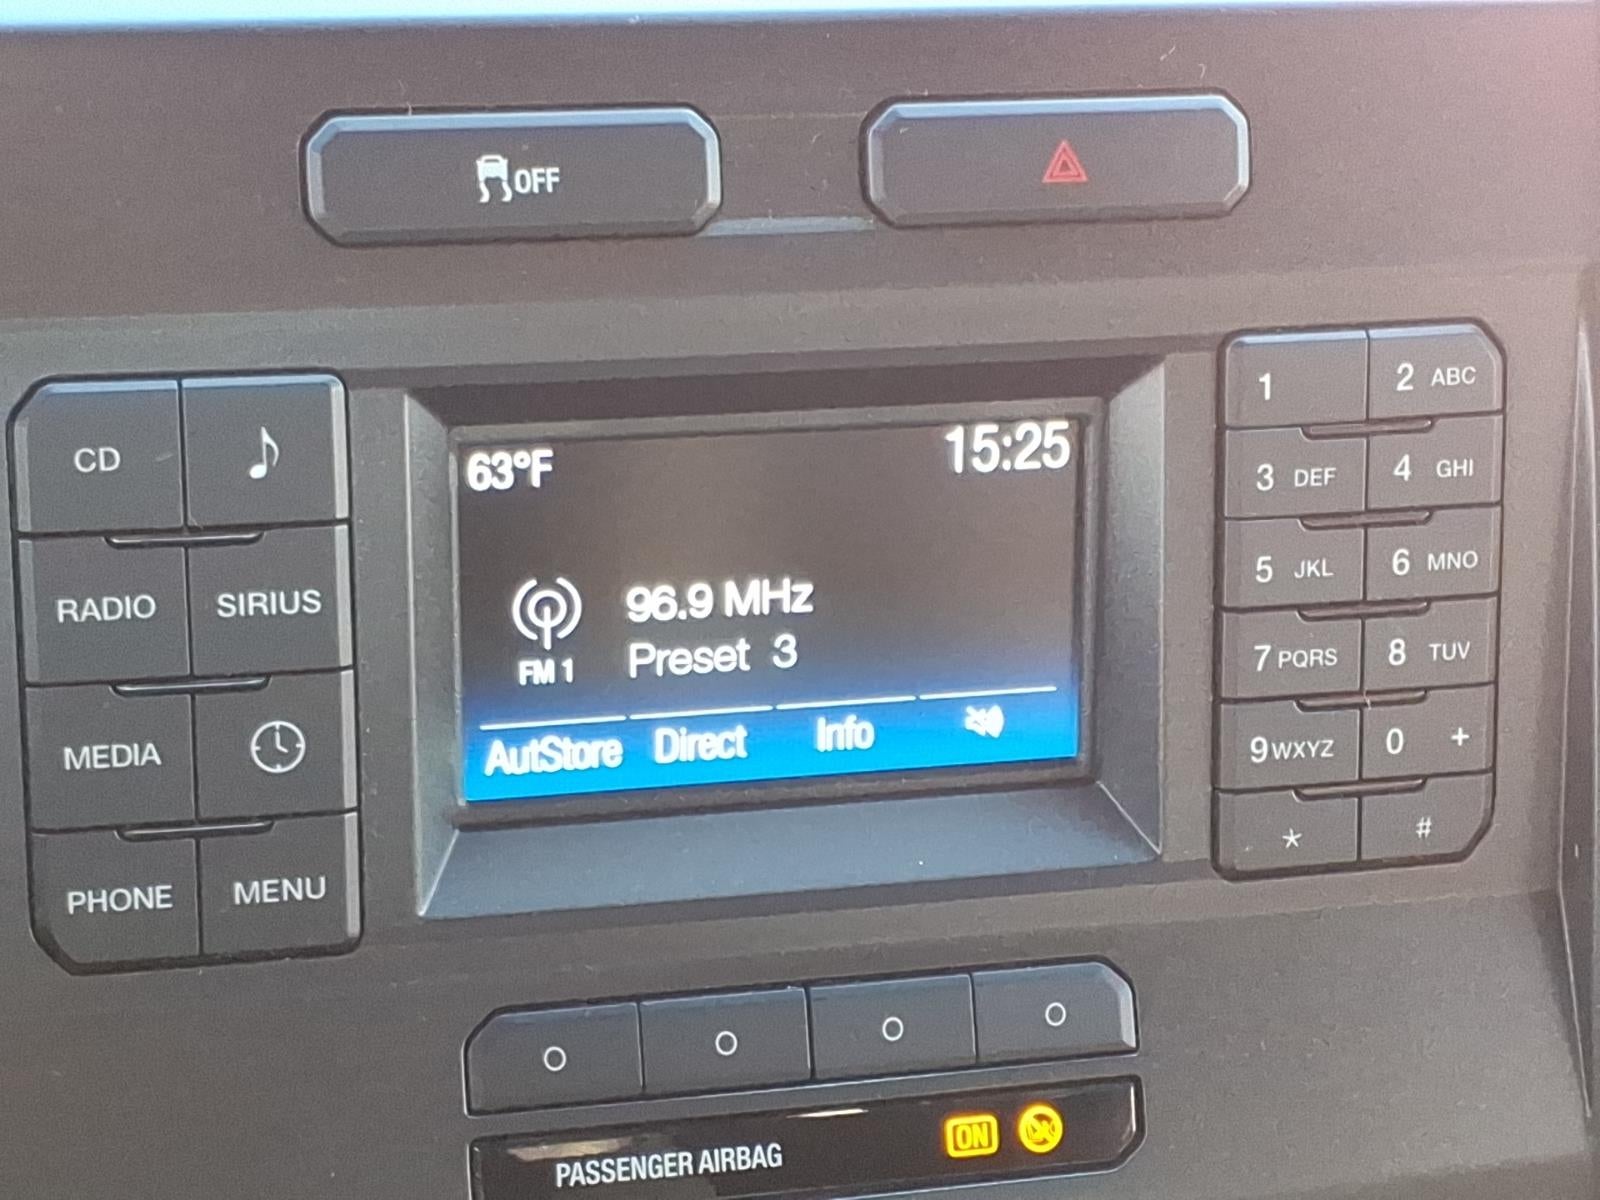 OFF
63°F 15:25
96.9 MHz
FM 1 Preset 3
AutStore Direct Info
CD
RADIO SIRIUS
MEDIA
PHONE MENU
1 2 ABC
3 DEF 4 GHI
5 JKL 6 MNO
7 PQRS 8 TUV
9 WXYZ 0 +
* #
PASSENGER AIRBAG ON